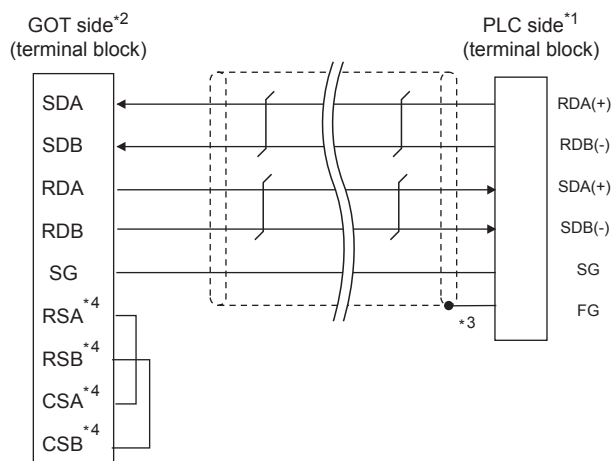 GOT side*2
(terminal block)
PLC side*1
(terminal block)
SDA
RDA(+)
SDB
RDB(-)
RDA
SDA(+)
RDB
SDB(-)
SG
SG
RSA*4
*3
FG
RSB*4
CSA*4
CSB*4